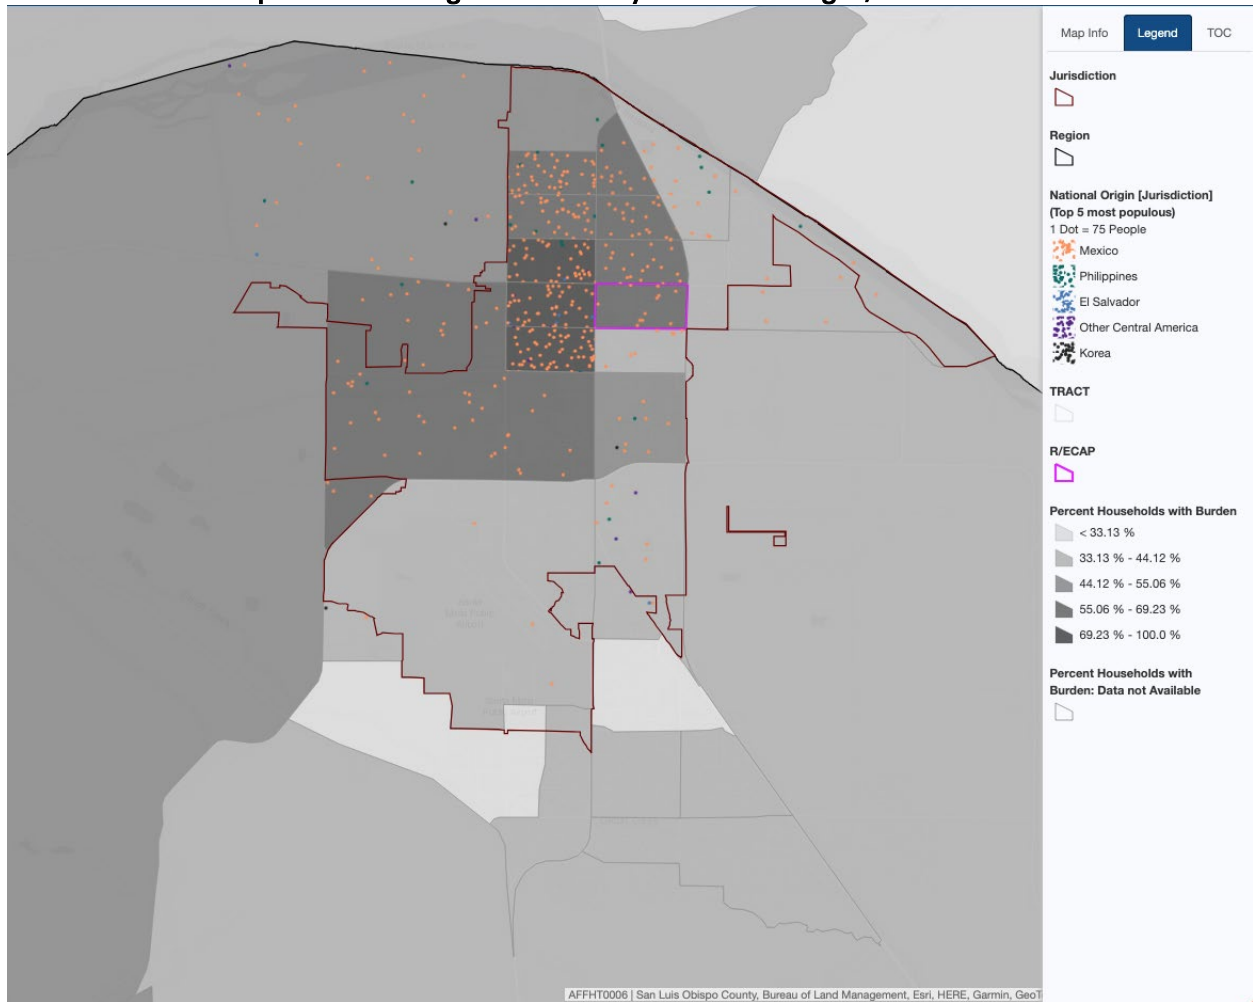 Map Info
Legend
TOC
Jurisdiction
Region
National Origin [Jurisdiction]
(Top 5 most populous)
1 Dot = 75 People
Mexico
Philippines
El Salvador
Other Central America
Korea
TRACT
R/ECAP
Percent Households with Burden
< 33.13 %
33.13 % - 44.12 %
44.12 % - 55.06 %
55.06 % - 69.23 %
69.23 % - 100.0 %
Percent Households with
Burden: Data not Available
AFFHT0006 | San Luis Obispo County, Bureau of Land Management, Esri, HERE, Garmin, GeoT